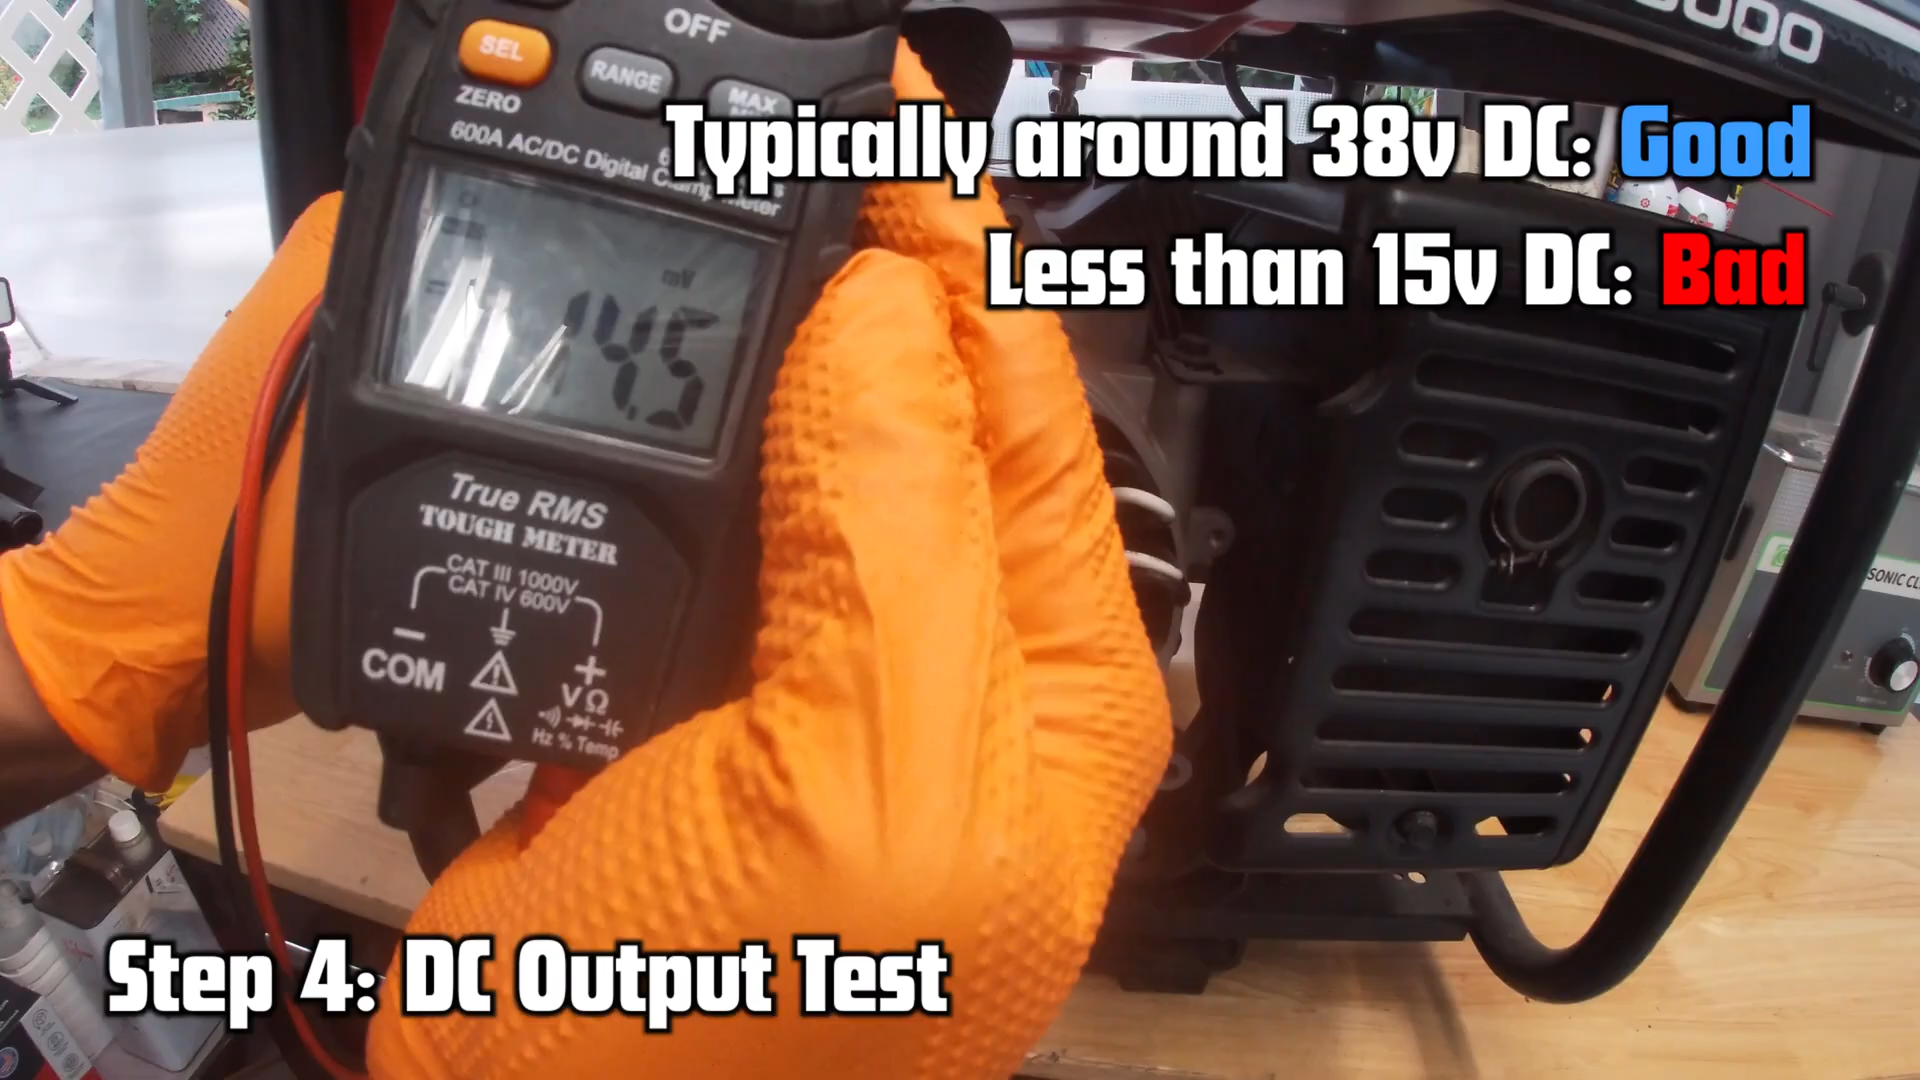 OFF
SEL
RANGE
MAX
ZERO
600A AC/DC Digital Clamp Meter
Typically around 38v DC: Good
Less than 15v DC: Bad
mV
14.5
True RMS
TOUGH METER
CAT III 1000V
CAT IV 600V
COM
VΩ
Hz % Temp
Step 4: DC Output Test